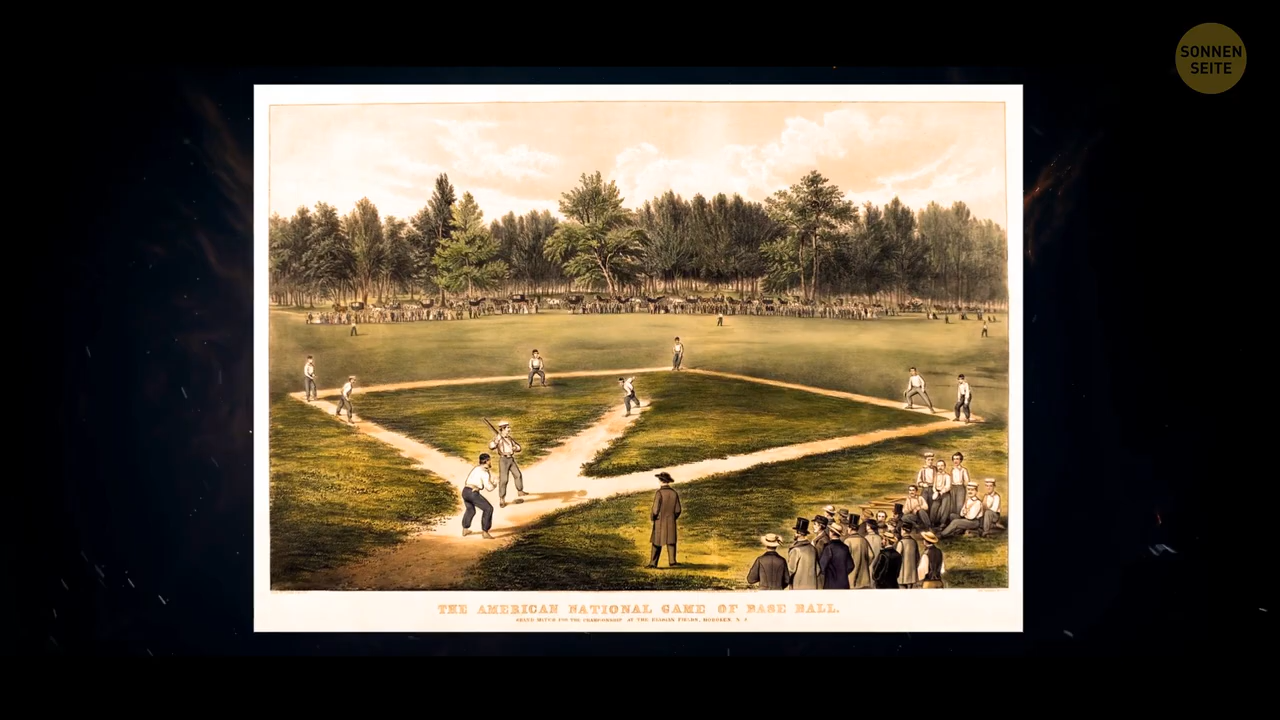 SONNEN
SEITE
THE AMERICAN NATIONAL GAME OF BASE BALL.
GRAND MATCH FOR THE CHAMPIONSHIP AT THE ELYSIAN FIELDS, HOBOKEN, N. J.